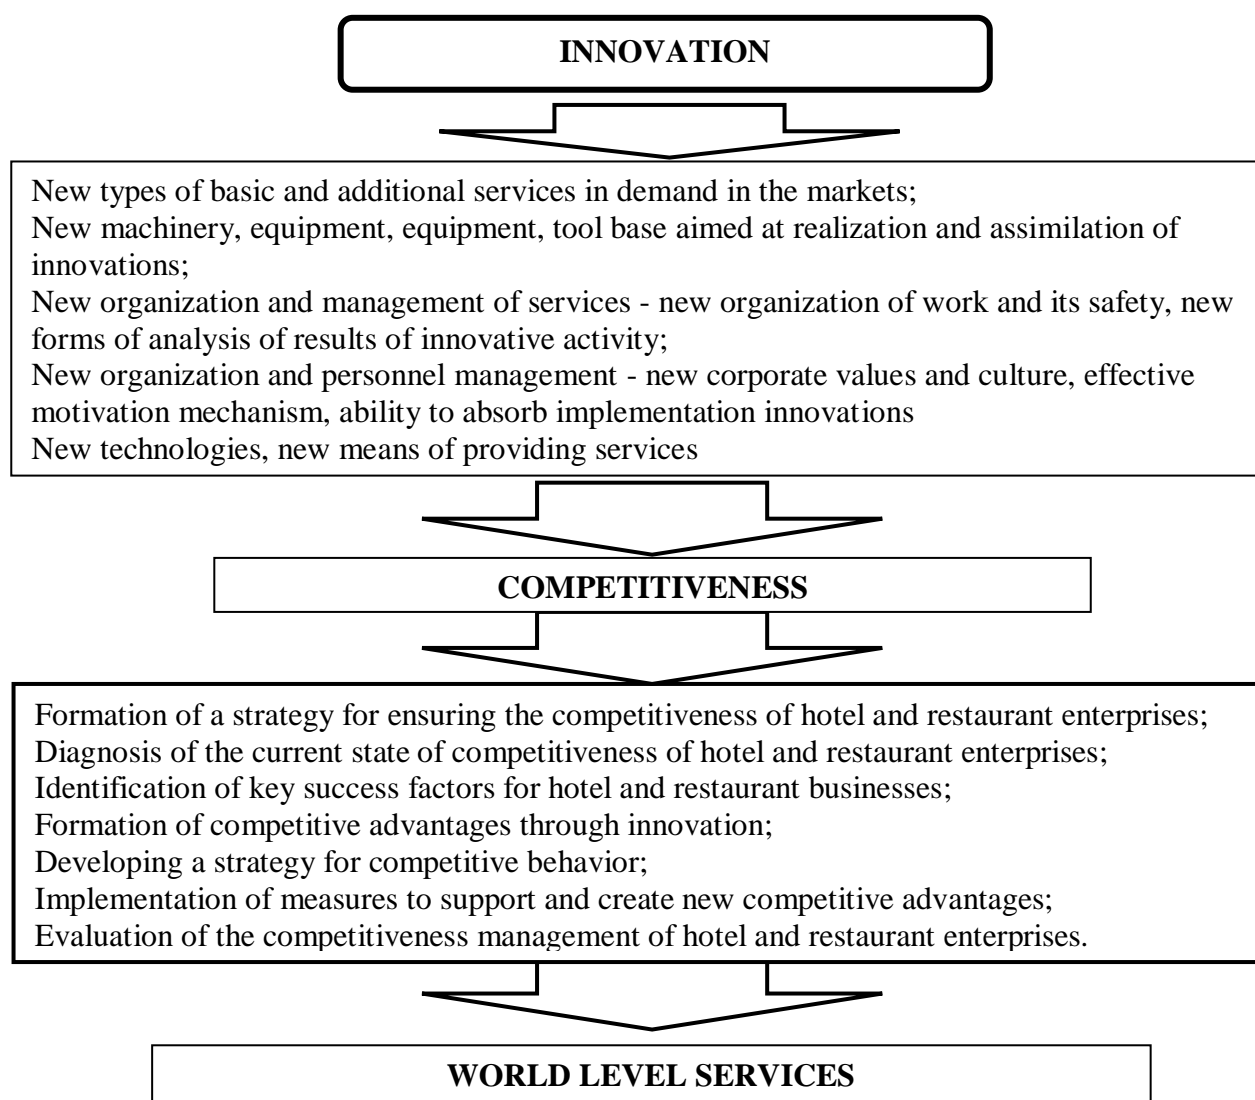 INNOVATION
New types of basic and additional services in demand in the markets;
New machinery, equipment, equipment, tool base aimed at realization and assimilation of
innovations;
New organization and management of services - new organization of work and its safety, new
forms of analysis of results of innovative activity;
New organization and personnel management - new corporate values and culture, effective
motivation mechanism, ability to absorb implementation innovations
New technologies, new means of providing services
COMPETITIVENESS
Formation of a strategy for ensuring the competitiveness of hotel and restaurant enterprises;
Diagnosis of the current state of competitiveness of hotel and restaurant enterprises;
Identification of key success factors for hotel and restaurant businesses;
Formation of competitive advantages through innovation;
Developing a strategy for competitive behavior;
Implementation of measures to support and create new competitive advantages;
Evaluation of the competitiveness management of hotel and restaurant enterprises.
WORLD LEVEL SERVICES